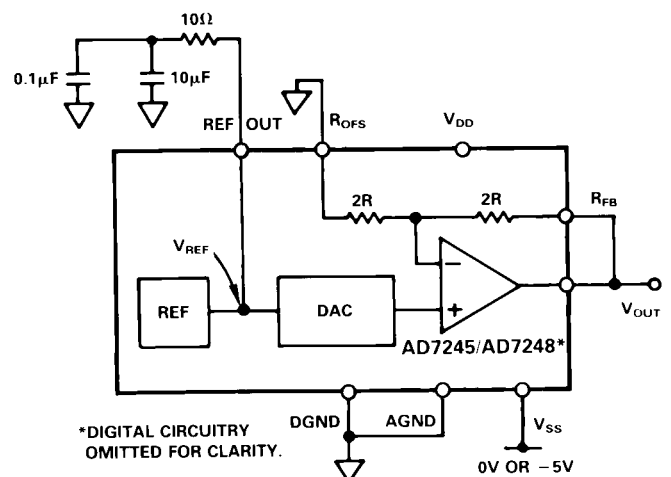 10Ω
0.1μF
10μF
REF OUT
R_OFS
V_DD
2R
2R
R_FB
V_REF
REF
DAC
−
+
AD7245/AD7248*
V_OUT
DGND
AGND
V_SS
*DIGITAL CIRCUITRY
OMITTED FOR CLARITY.
0V OR −5V